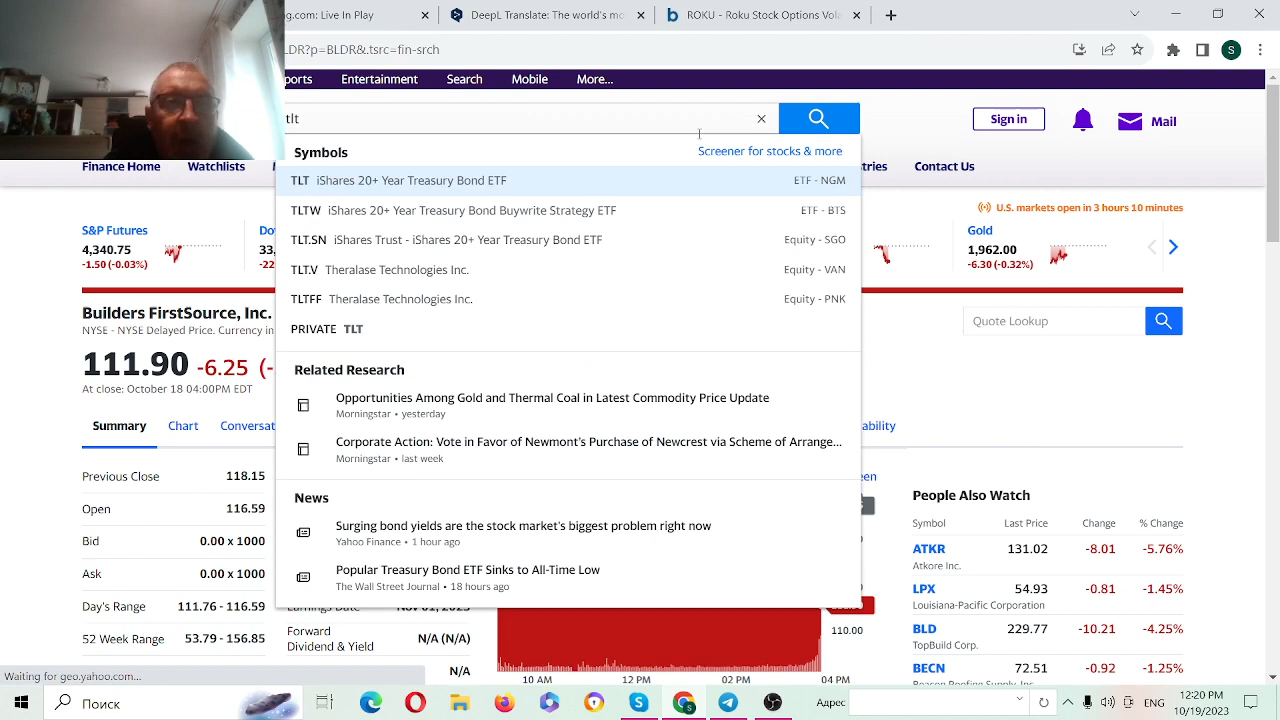 ng.com
DeepL Translate: The world's mo
ROKU - Roku Stock Options Vola
LDR?p=BLDR&.tsrc=fin-srch
S
ports Entertainment Search Mobile More...
tlt
Sign in
Mail
Symbols Screener for stocks & more
Finance Home Watchlists Contact Us
TLT iShares 20+ Year Treasury Bond ETF ETF - NGM
TLTW iShares 20+ Year Treasury Bond Buywrite Strategy ETF ETF - BTS
TLT.SN iShares Trust - iShares 20+ Year Treasury Bond ETF Equity - SGO
TLT.V Theralase Technologies Inc. Equity - VAN
TLTFF Theralase Technologies Inc. Equity - PNK
PRIVATE TLT
U.S. markets open in 3 hours 10 minutes
S&P Futures
4,340.75
-1.50 (-0.03%)
Gold
1,962.00
-6.30 (-0.32%)
Builders FirstSource, Inc.
NYSE - NYSE Delayed Price. Currency in
111.90 -6.25
At close: October 18 04:00PM EDT
Quote Lookup
Related Research
Opportunities Among Gold and Thermal Coal in Latest Commodity Price Update
Morningstar • yesterday
Corporate Action: Vote in Favor of Newmont's Purchase of Newcrest via Scheme of Arrange...
Morningstar • last week
News
Surging bond yields are the stock market's biggest problem right now
Yahoo Finance • 1 hour ago
Popular Treasury Bond ETF Sinks to All-Time Low
The Wall Street Journal • 18 hours ago
Summary Chart Conversat
Previous Close 118.15
Open 116.59
Bid 0.00 x 1000
Ask 0.00 x 1000
Day's Range 111.76 - 116.59
52 Week Range 53.79 - 156.85
Forward
Dividend & Yield N/A (N/A)
N/A
110.00
10 AM 12 PM 02 PM 04 PM
People Also Watch
Symbol Last Price Change % Change
ATKR 131.02 -8.01 -5.76%
Atkore Inc.
LPX 54.93 -0.81 -1.45%
Louisiana-Pacific Corporation
BLD 229.77 -10.21 -4.25%
TopBuild Corp.
BECN 72.51 -0.92 -1.25%
Beacon Roofing Supply, Inc.
Waiting for geo.yahoo.com...
Поиск
Адрес
12:20 PM
10/19/2023